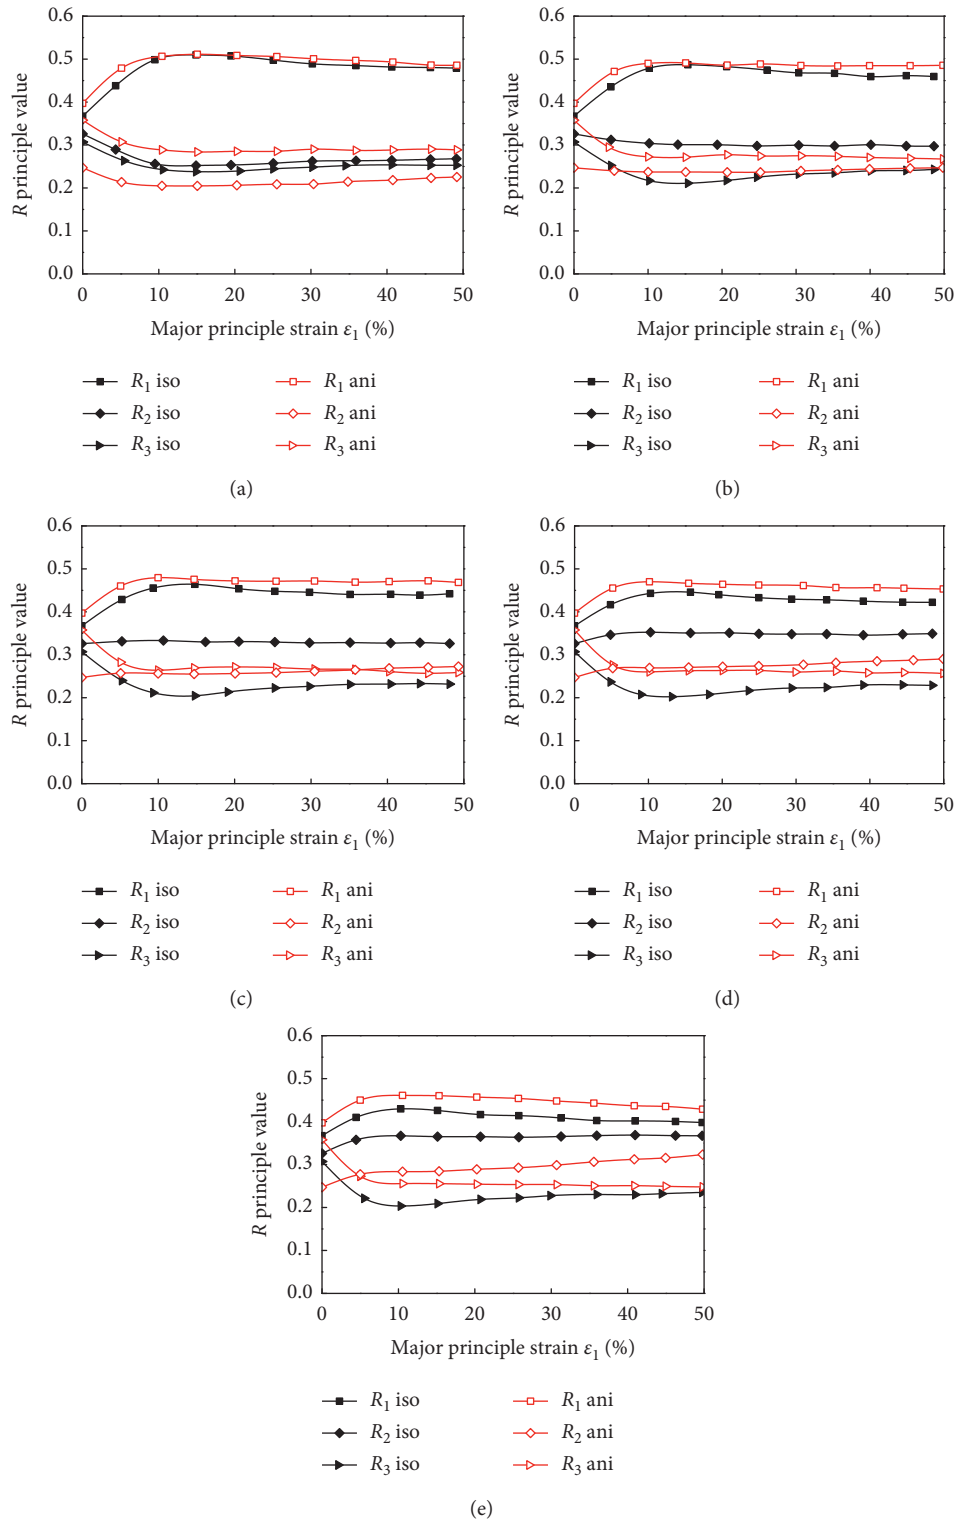 0.6
0.5
0.4
0.3
0.2
0.1
0.0
R principle value
0 10 20 30 40 50
Major principle strain ε1 (%)
R1 iso R1 ani
R2 iso R2 ani
R3 iso R3 ani
(a)
0.6
0.5
0.4
0.3
0.2
0.1
0.0
R principle value
0 10 20 30 40 50
Major principle strain ε1 (%)
R1 iso R1 ani
R2 iso R2 ani
R3 iso R3 ani
(b)
0.6
0.5
0.4
0.3
0.2
0.1
0.0
R principle value
0 10 20 30 40 50
Major principle strain ε1 (%)
R1 iso R1 ani
R2 iso R2 ani
R3 iso R3 ani
(c)
0.6
0.5
0.4
0.3
0.2
0.1
0.0
R principle value
0 10 20 30 40 50
Major principle strain ε1 (%)
R1 iso R1 ani
R2 iso R2 ani
R3 iso R3 ani
(d)
0.6
0.5
0.4
0.3
0.2
0.1
0.0
R principle value
0 10 20 30 40 50
Major principle strain ε1 (%)
R1 iso R1 ani
R2 iso R2 ani
R3 iso R3 ani
(e)